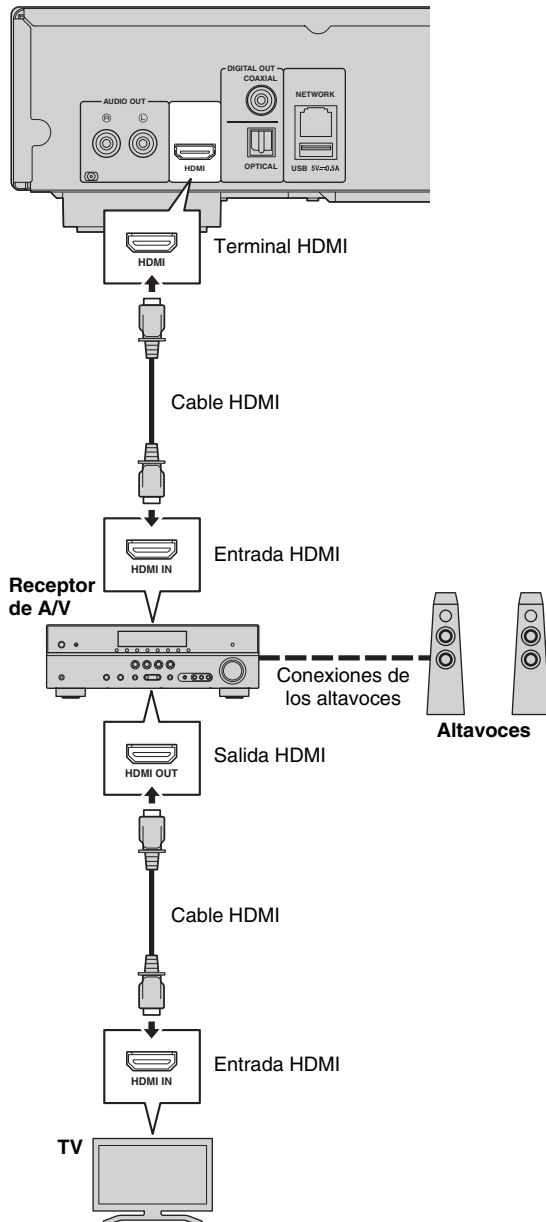 DIGITAL OUT
COAXIAL
NETWORK
AUDIO OUT
R L
HDMI
OPTICAL
USB 5V⎓0.5A
HDMI
Terminal HDMI
Cable HDMI
HDMI IN
Entrada HDMI
Receptor
de A/V
Conexiones de
los altavoces
Altavoces
HDMI OUT
Salida HDMI
Cable HDMI
HDMI IN
Entrada HDMI
TV